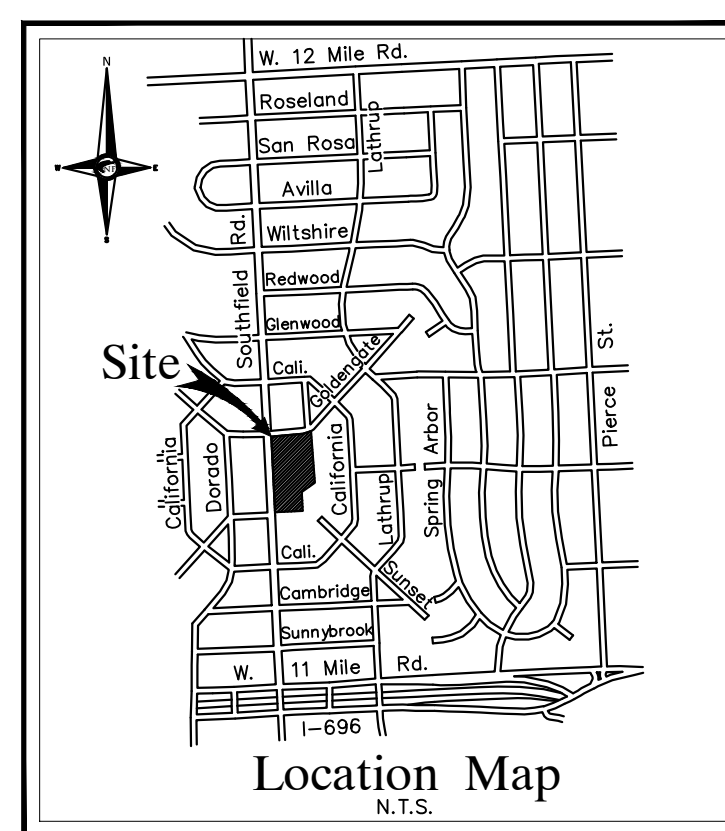 N
W. 12 Mile Rd.
Roseland
Lathrup
San Rosa
W
E
Avilla
S
Wiltshire
Southfield Rd.
Redwood
Glenwood
Site
Cali.
Goldengate
St.
Pierce
California
Dorado
California
Lathrup
Spring Arbor
Cali.
Sunset
Cambridge
Sunnybrook
W. 11 Mile Rd.
I-696
Location Map
N.T.S.